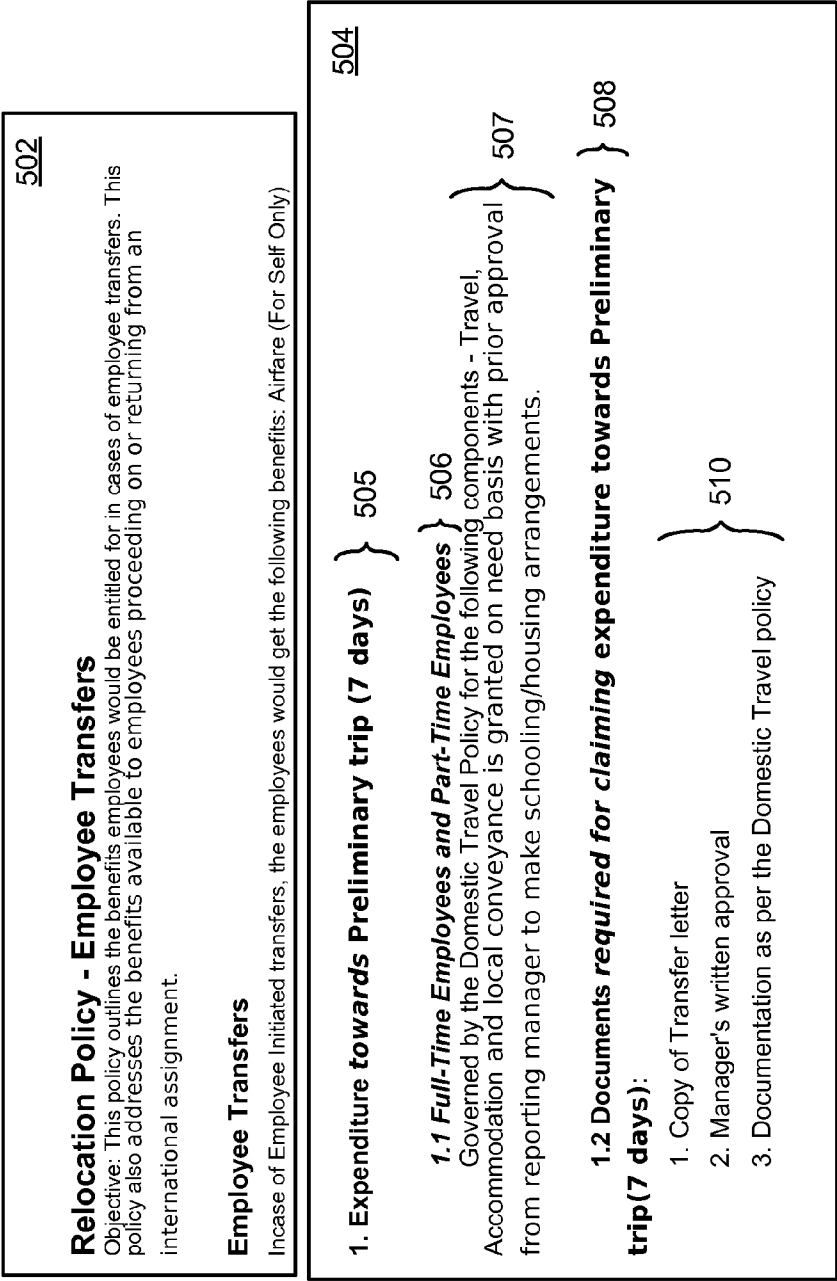 502
Relocation Policy - Employee Transfers
Objective: This policy outlines the benefits employees would be entitled for in cases of employee transfers. This
policy also addresses the benefits available to employees proceeding on or returning from an
international assignment.
Employee Transfers
Incase of Employee Initiated transfers, the employees would get the following benefits: Airfare (For Self Only)
504
1. Expenditure towards Preliminary trip (7 days) } 505
1.1 Full-Time Employees and Part-Time Employees } 506
Governed by the Domestic Travel Policy for the following components - Travel,
Accommodation and local conveyance is granted on need basis with prior approval } 507
from reporting manager to make schooling/housing arrangements.
1.2 Documents required for claiming expenditure towards Preliminary } 508
trip(7 days):
1. Copy of Transfer letter
2. Manager's written approval } 510
3. Documentation as per the Domestic Travel policy